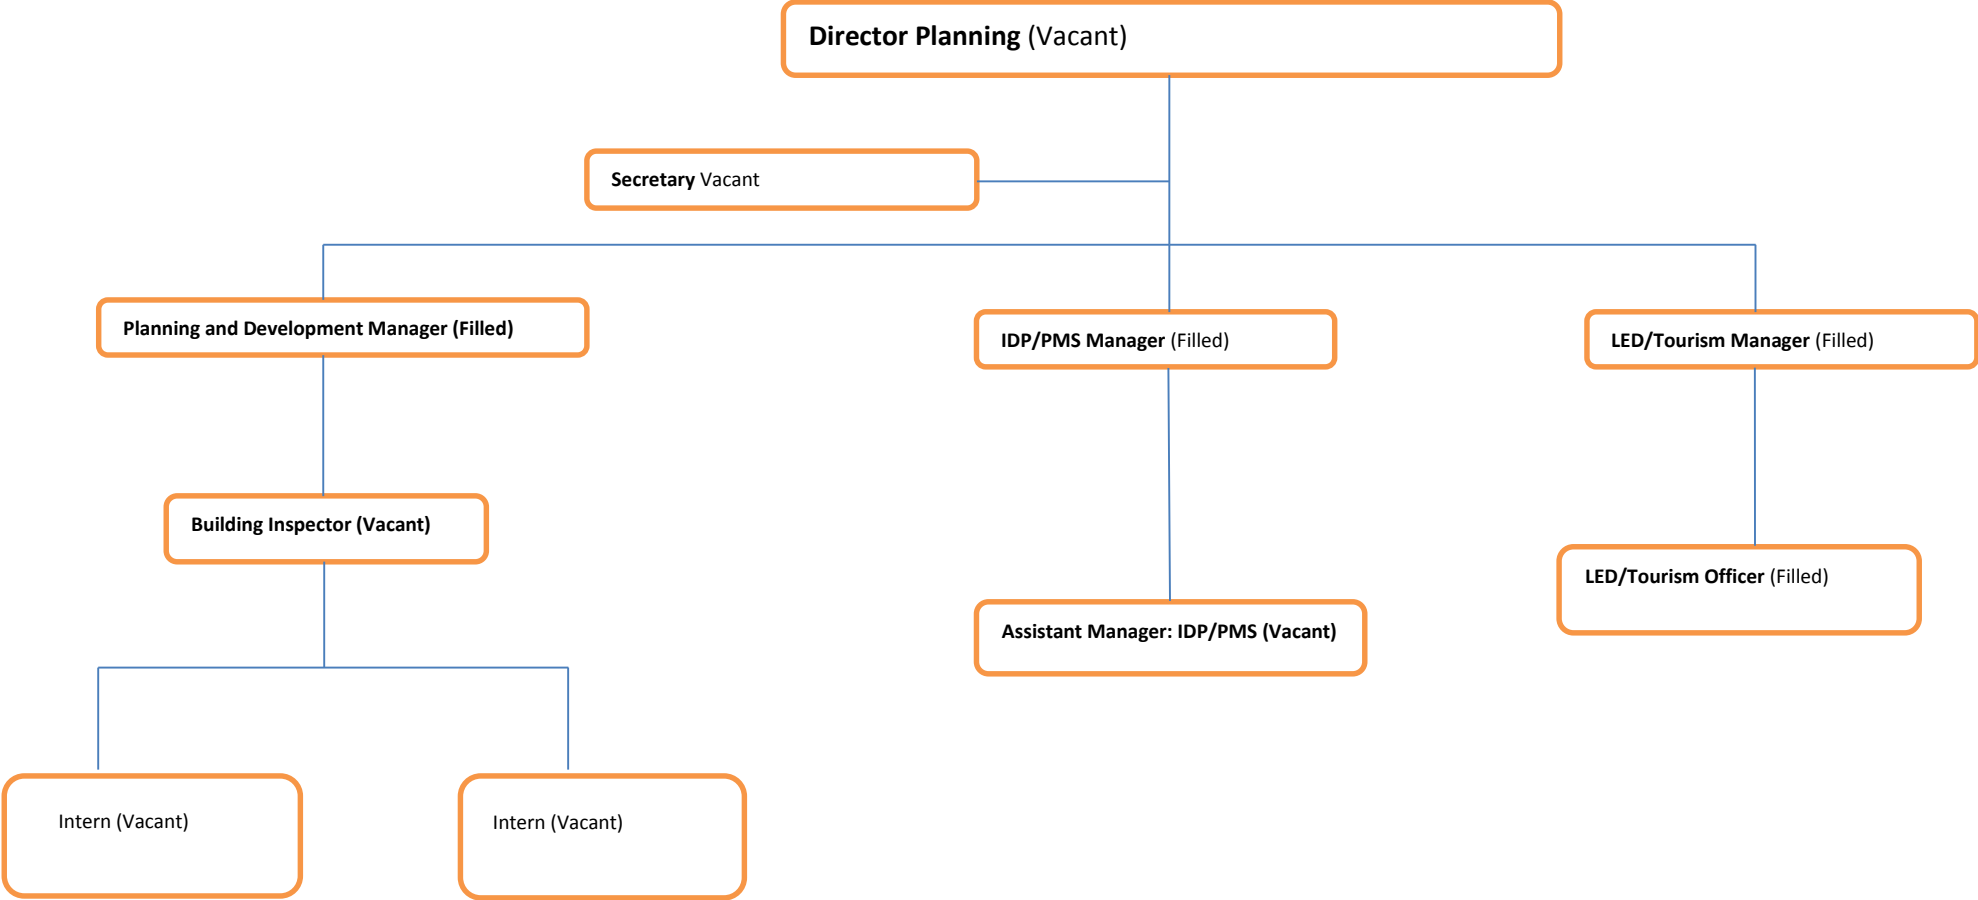 Director Planning (Vacant)
Secretary Vacant
Planning and Development Manager (Filled)
IDP/PMS Manager (Filled)
LED/Tourism Manager (Filled)
Building Inspector (Vacant)
LED/Tourism Officer (Filled)
Assistant Manager: IDP/PMS (Vacant)
Intern (Vacant)
Intern (Vacant)